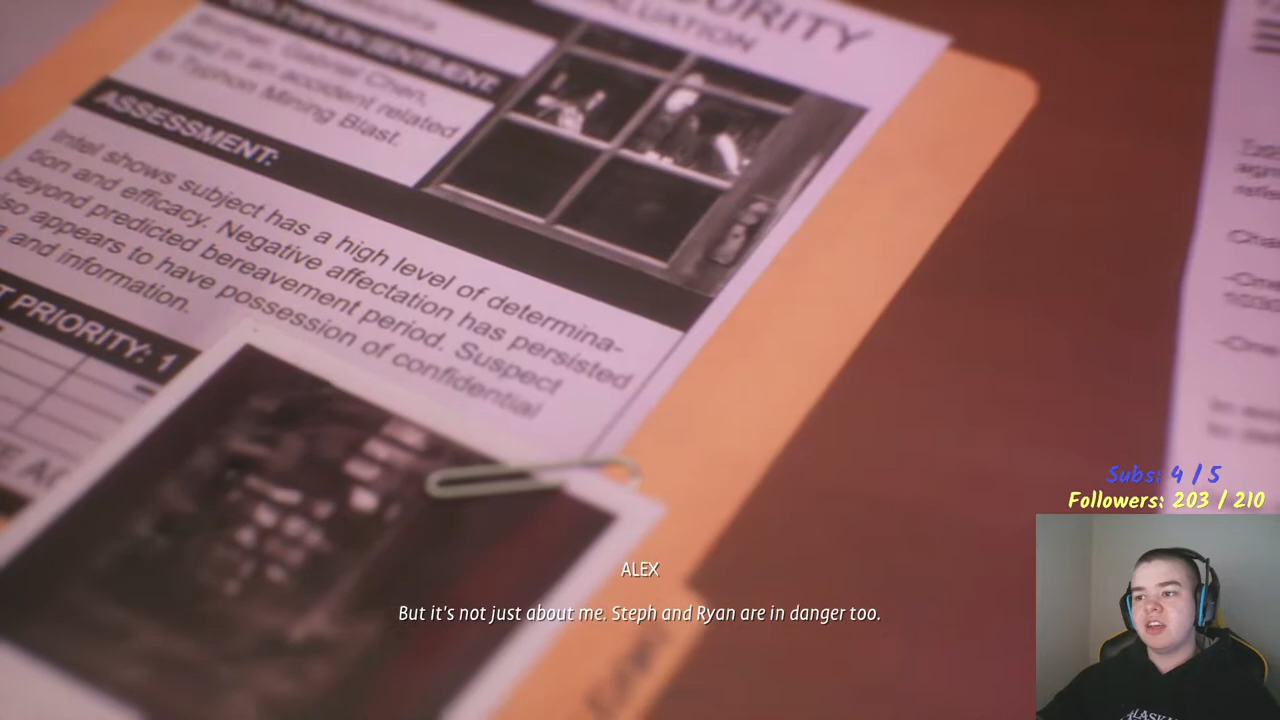 URITY
ALUATION
Brother, Gabriel Chen,
died in an accident related
to Typhon Mining Blast.
ASSESSMENT:
Intel shows subject has a high level of determina-
tion and efficacy. Negative affectation has persisted
beyond predicted bereavement period. Suspect
lso appears to have possession of confidential
a and information.
T PRIORITY: 1
Subs: 4 / 5
Followers: 203 / 210
ALEX
But it's not just about me. Steph and Ryan are in danger too.